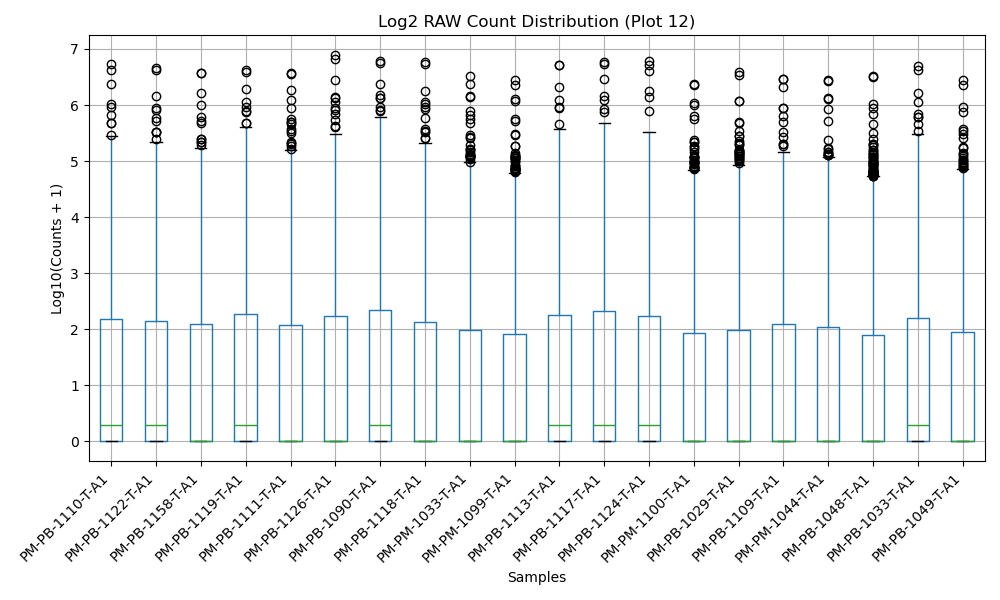 Log2 RAW Count Distribution (Plot 12)
Log10(Counts + 1)
7
6
5
4
3
2
1
0
PM-PB-1110-T-A1
PM-PB-1122-T-A1
PM-PB-1158-T-A1
PM-PB-1119-T-A1
PM-PB-1111-T-A1
PM-PB-1126-T-A1
PM-PB-1090-T-A1
PM-PB-1118-T-A1
PM-PM-1033-T-A1
PM-PM-1099-T-A1
PM-PB-1113-T-A1
PM-PB-1117-T-A1
PM-PB-1124-T-A1
PM-PM-1100-T-A1
PM-PB-1029-T-A1
PM-PB-1109-T-A1
PM-PM-1044-T-A1
PM-PB-1048-T-A1
PM-PB-1033-T-A1
PM-PB-1049-T-A1
Samples